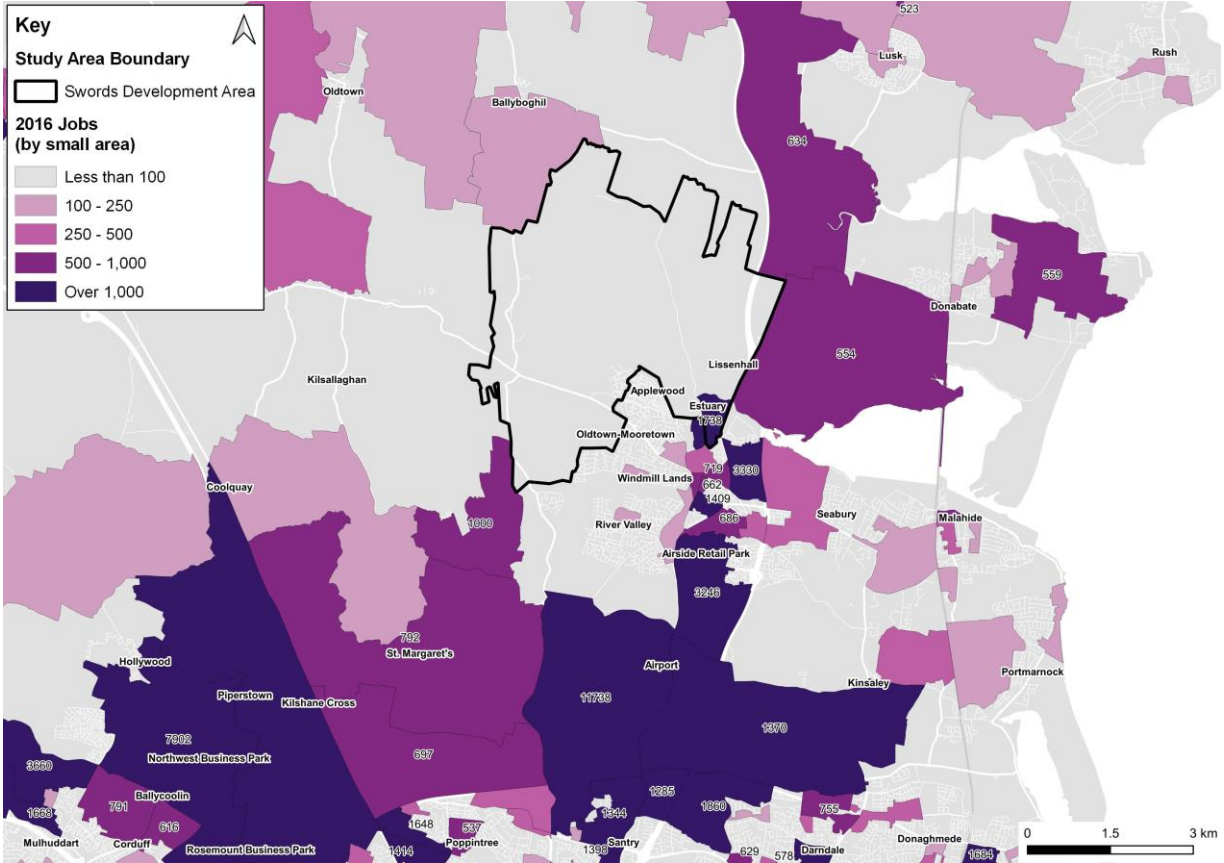 Key
Study Area Boundary
Swords Development Area
2016 Jobs
(by small area)
Less than 100
100 - 250
250 - 500
500 - 1,000
Over 1,000
523
Lusk
Rush
Oldtown
Ballyboghil
634
559
Donabate
554
Lissenhall
Kilsallaghan
Applewood
Estuary
1738
Oldtown-Mooretown
719
3330
Windmill Lands
662
1409
Coolquay
1000
River Valley
686
Seabury
Malahide
Airside Retail Park
3246
792
St. Margaret's
Hollywood
Airport
Portmarnock
Kinsaley
Piperstown
Kilshane Cross
11738
1370
7902
Northwest Business Park
697
3660
1285
Ballycoolin
791
1668
616
1344
1860
755
1648
537
Mulhuddart
Corduff
Rosemount Business Park
1414
Poppintree
1398
Santry
629
578
Darndale
Donaghmede
1684
0
1.5
3 km